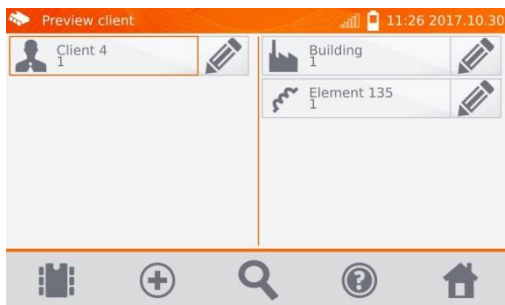 Preview client
11:26 2017.10.30
Client 4
1
Building
1
Element 135
1